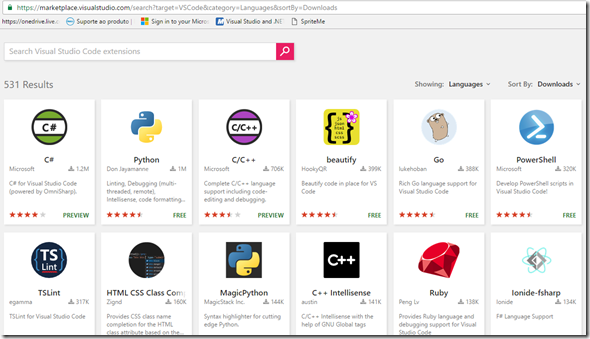 https://marketplace.visualstudio.com/search?target=VSCode&category=Languages&sortBy=Downloads
https://onedrive.live.
Suporte ao produto |
Sign in to your Micros
Visual Studio and .NET
SpriteMe
Search Visual Studio Code extensions
531 Results
Showing: Languages
Sort By: Downloads
C#
C/C++
js
json
html
css
sass
TS
Lint
C++
C#
Microsoft 1.2M
C# for Visual Studio Code
(powered by OmniSharp).
PREVIEW
Python
Don Jayamanne 1M
Linting, Debugging (multi-
threaded, remote),
Intellisense, code formatting...
FREE
C/C++
Microsoft 706K
Complete C/C++ language
support including code-
editing and debugging.
PREVIEW
beautify
HookyQR 399K
Beautify code in place for VS
Code
FREE
Go
lukehoban 388K
Rich Go language support for
Visual Studio Code
FREE
PowerShell
Microsoft 320K
Develop PowerShell scripts in
Visual Studio Code!
FREE
TSLint
egamma 317K
TSLint for Visual Studio Code
HTML CSS Class Comp
Zignd 160K
Provides CSS class name
completion for the HTML
class attribute based on the...
MagicPython
MagicStack Inc. 144K
Syntax highlighter for
cutting edge Python.
C++ Intellisense
austin 141K
C/C++ Intellisense with the
help of GNU Global tags
Ruby
Peng Lv 138K
Provides Ruby language and
debugging support for Visual
Studio Code
Ionide-fsharp
Ionide 134K
F# Language Support